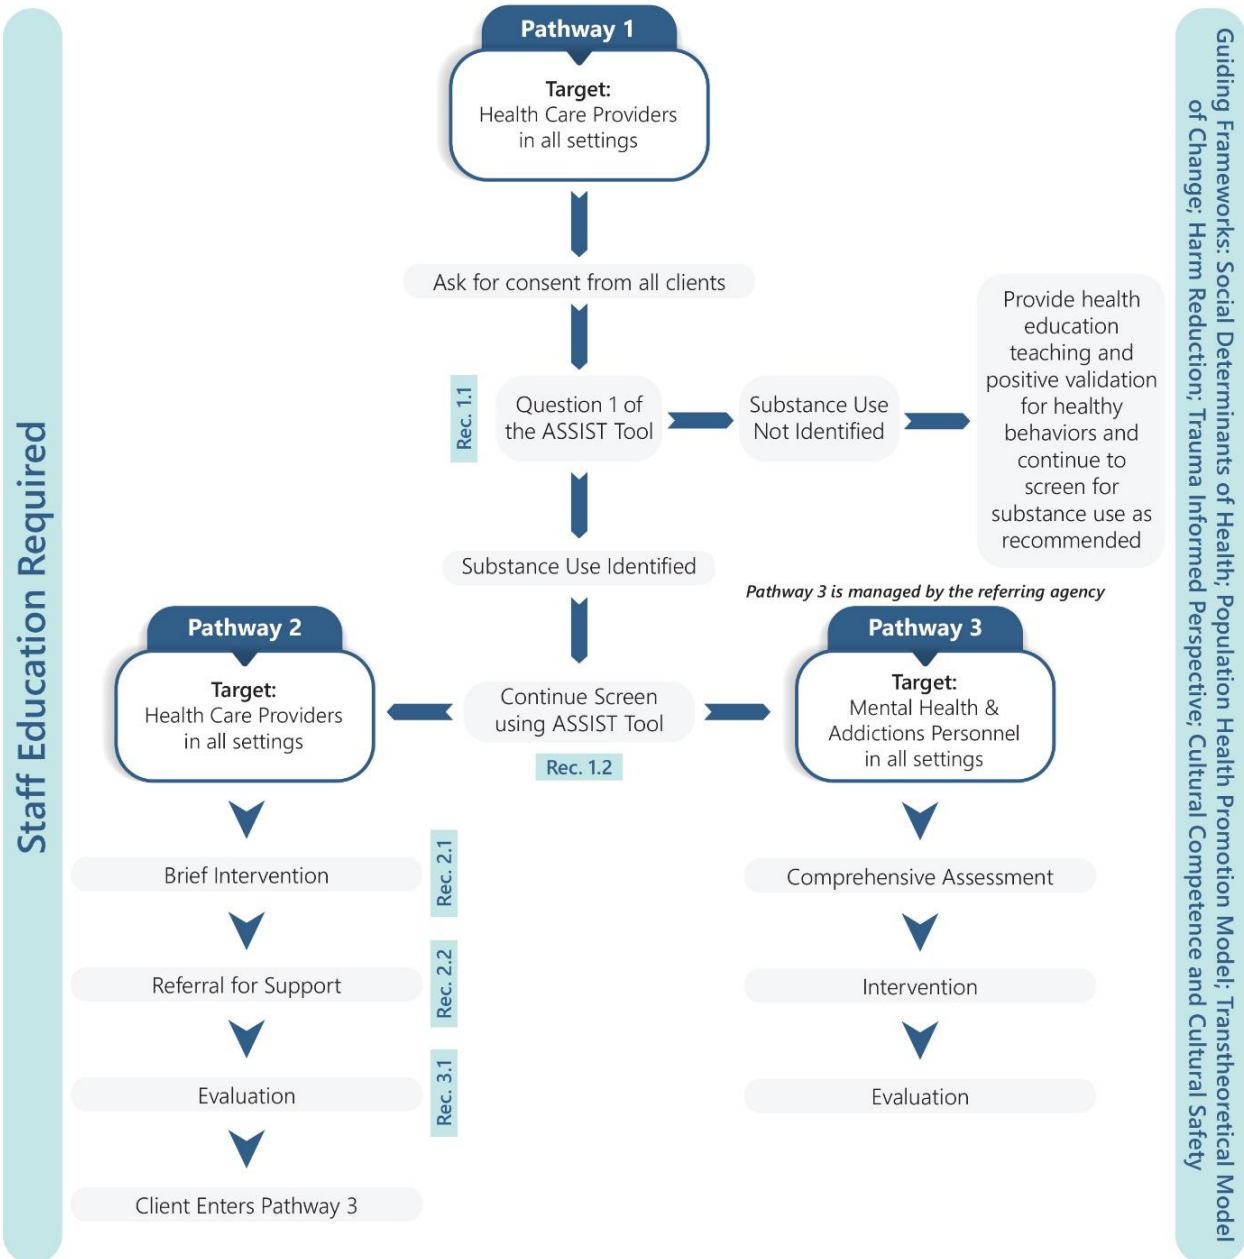 Staff Education Required
Pathway 1
Target:
Health Care Providers
in all settings
Ask for consent from all clients
Rec. 1.1
Question 1 of
the ASSIST Tool
Substance Use
Not Identified
Provide health
education
teaching and
positive validation
for healthy
behaviors and
continue to
screen for
substance use as
recommended
Substance Use Identified
Pathway 3 is managed by the referring agency
Pathway 2
Target:
Health Care Providers
in all settings
Continue Screen
using ASSIST Tool
Rec. 1.2
Pathway 3
Target:
Mental Health &
Addictions Personnel
in all settings
Brief Intervention
Rec. 2.1
Referral for Support
Rec. 2.2
Evaluation
Rec. 3.1
Client Enters Pathway 3
Comprehensive Assessment
Intervention
Evaluation
Guiding Frameworks: Social Determinants of Health; Population Health Promotion Model; Transtheoretical Model
of Change; Harm Reduction; Trauma Informed Perspective; Cultural Competence and Cultural Safety